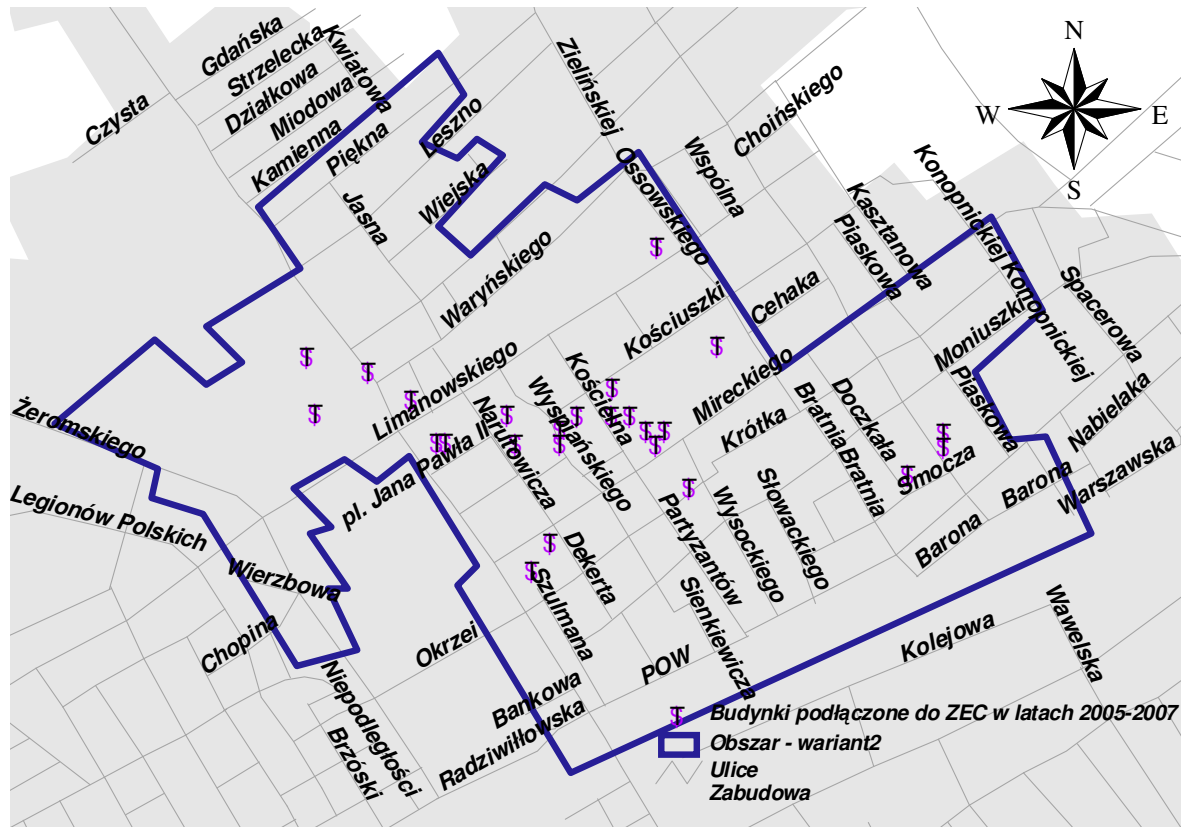 Gdańska
Strzelecka
Kwiatowa
Działkowa
Miodowa
Czysta
Kamienna
Piękna
Leszno
Jasna
Wiejska
Zielińskiej
Choińskiego
Wspólna
Ossowskiego
N
W
E
S
Konopnickiej
Konopnickiej
Kasztanowa
Piaskowa
Spacerowa
Waryńskiego
Kościuszki
Cehaka
Moniuszki
Piaskowa
Nabielaka
Limanowskiego
Kościelna
Mireckiego
Wyspiańskiego
Narutowicza
Żeromskiego
pl. Jana Pawła II
Krótka
Bratnia
Bratnia
Doczkała
Smocza
Barona
Barona
Warszawska
Legionów Polskich
Wierzbowa
Chopina
Dekerta
Szulmana
Partyzantów
Wysockiego
Słowackiego
Sienkiewicza
Okrzei
POW
Kolejowa
Wawelska
Bankowa
Radziwiłłowska
Niepodległości
Brzóski
Budynki podłączone do ZEC w latach 2005-2007
Obszar - wariant2
Ulice
Zabudowa